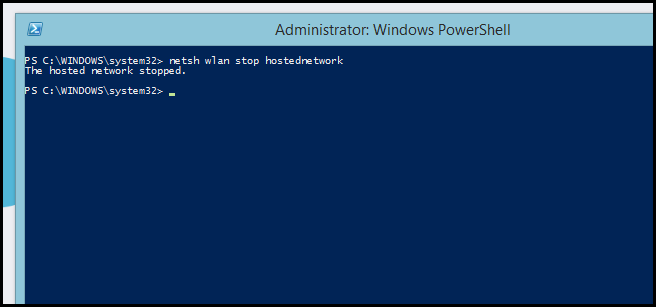 Administrator: Windows PowerShell
PS C:\WINDOWS\system32> netsh wlan stop hostednetwork
The hosted network stopped.
PS C:\WINDOWS\system32> _